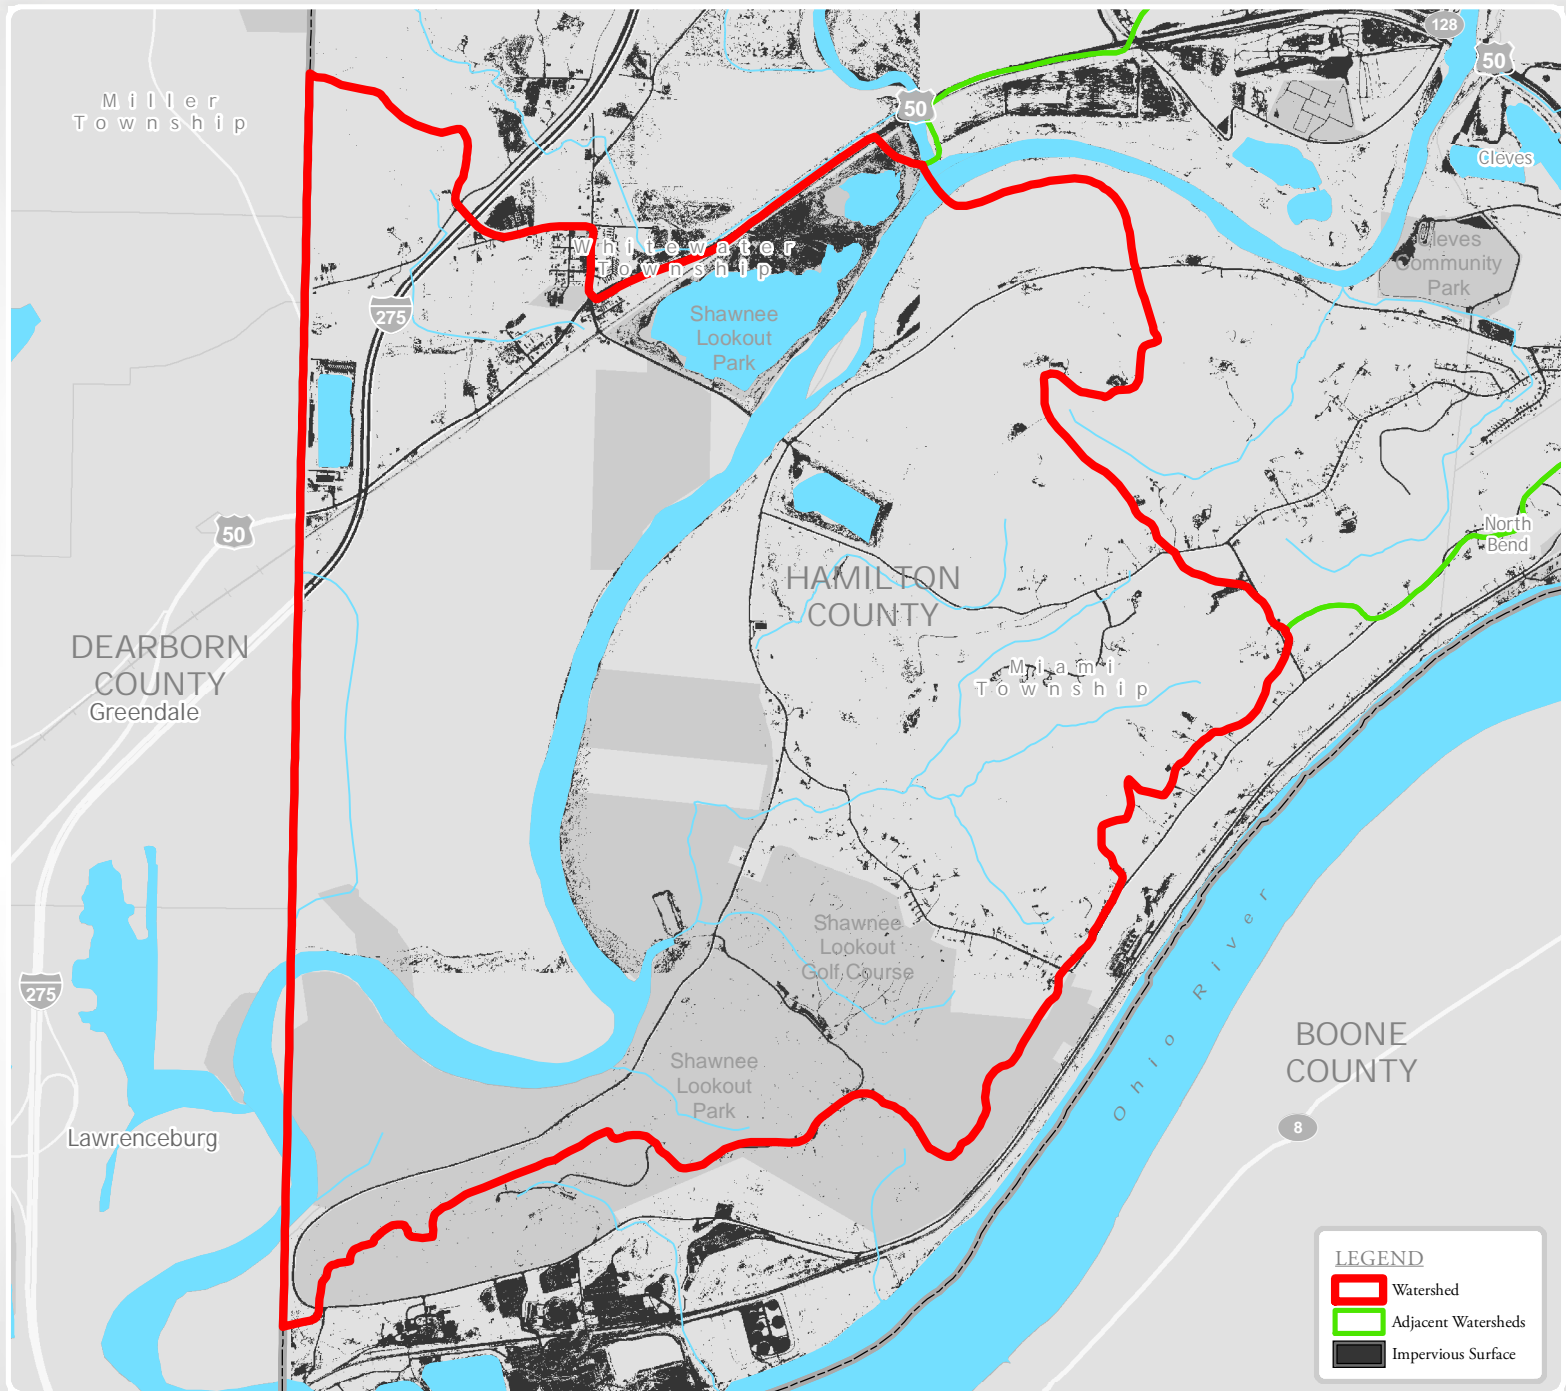 128
50
Miller
Township
50
Cleves
Whitewater
Township
Cleves
Community
Park
275
Shawnee
Lookout
Park
50
North
Bend
HAMILTON
COUNTY
DEARBORN
COUNTY
Greendale
Miami
Township
Shawnee
Lookout
Golf Course
275
Ohio River
BOONE
COUNTY
Shawnee
Lookout
Park
8
Lawrenceburg
LEGEND
Watershed
Adjacent Watersheds
Impervious Surface